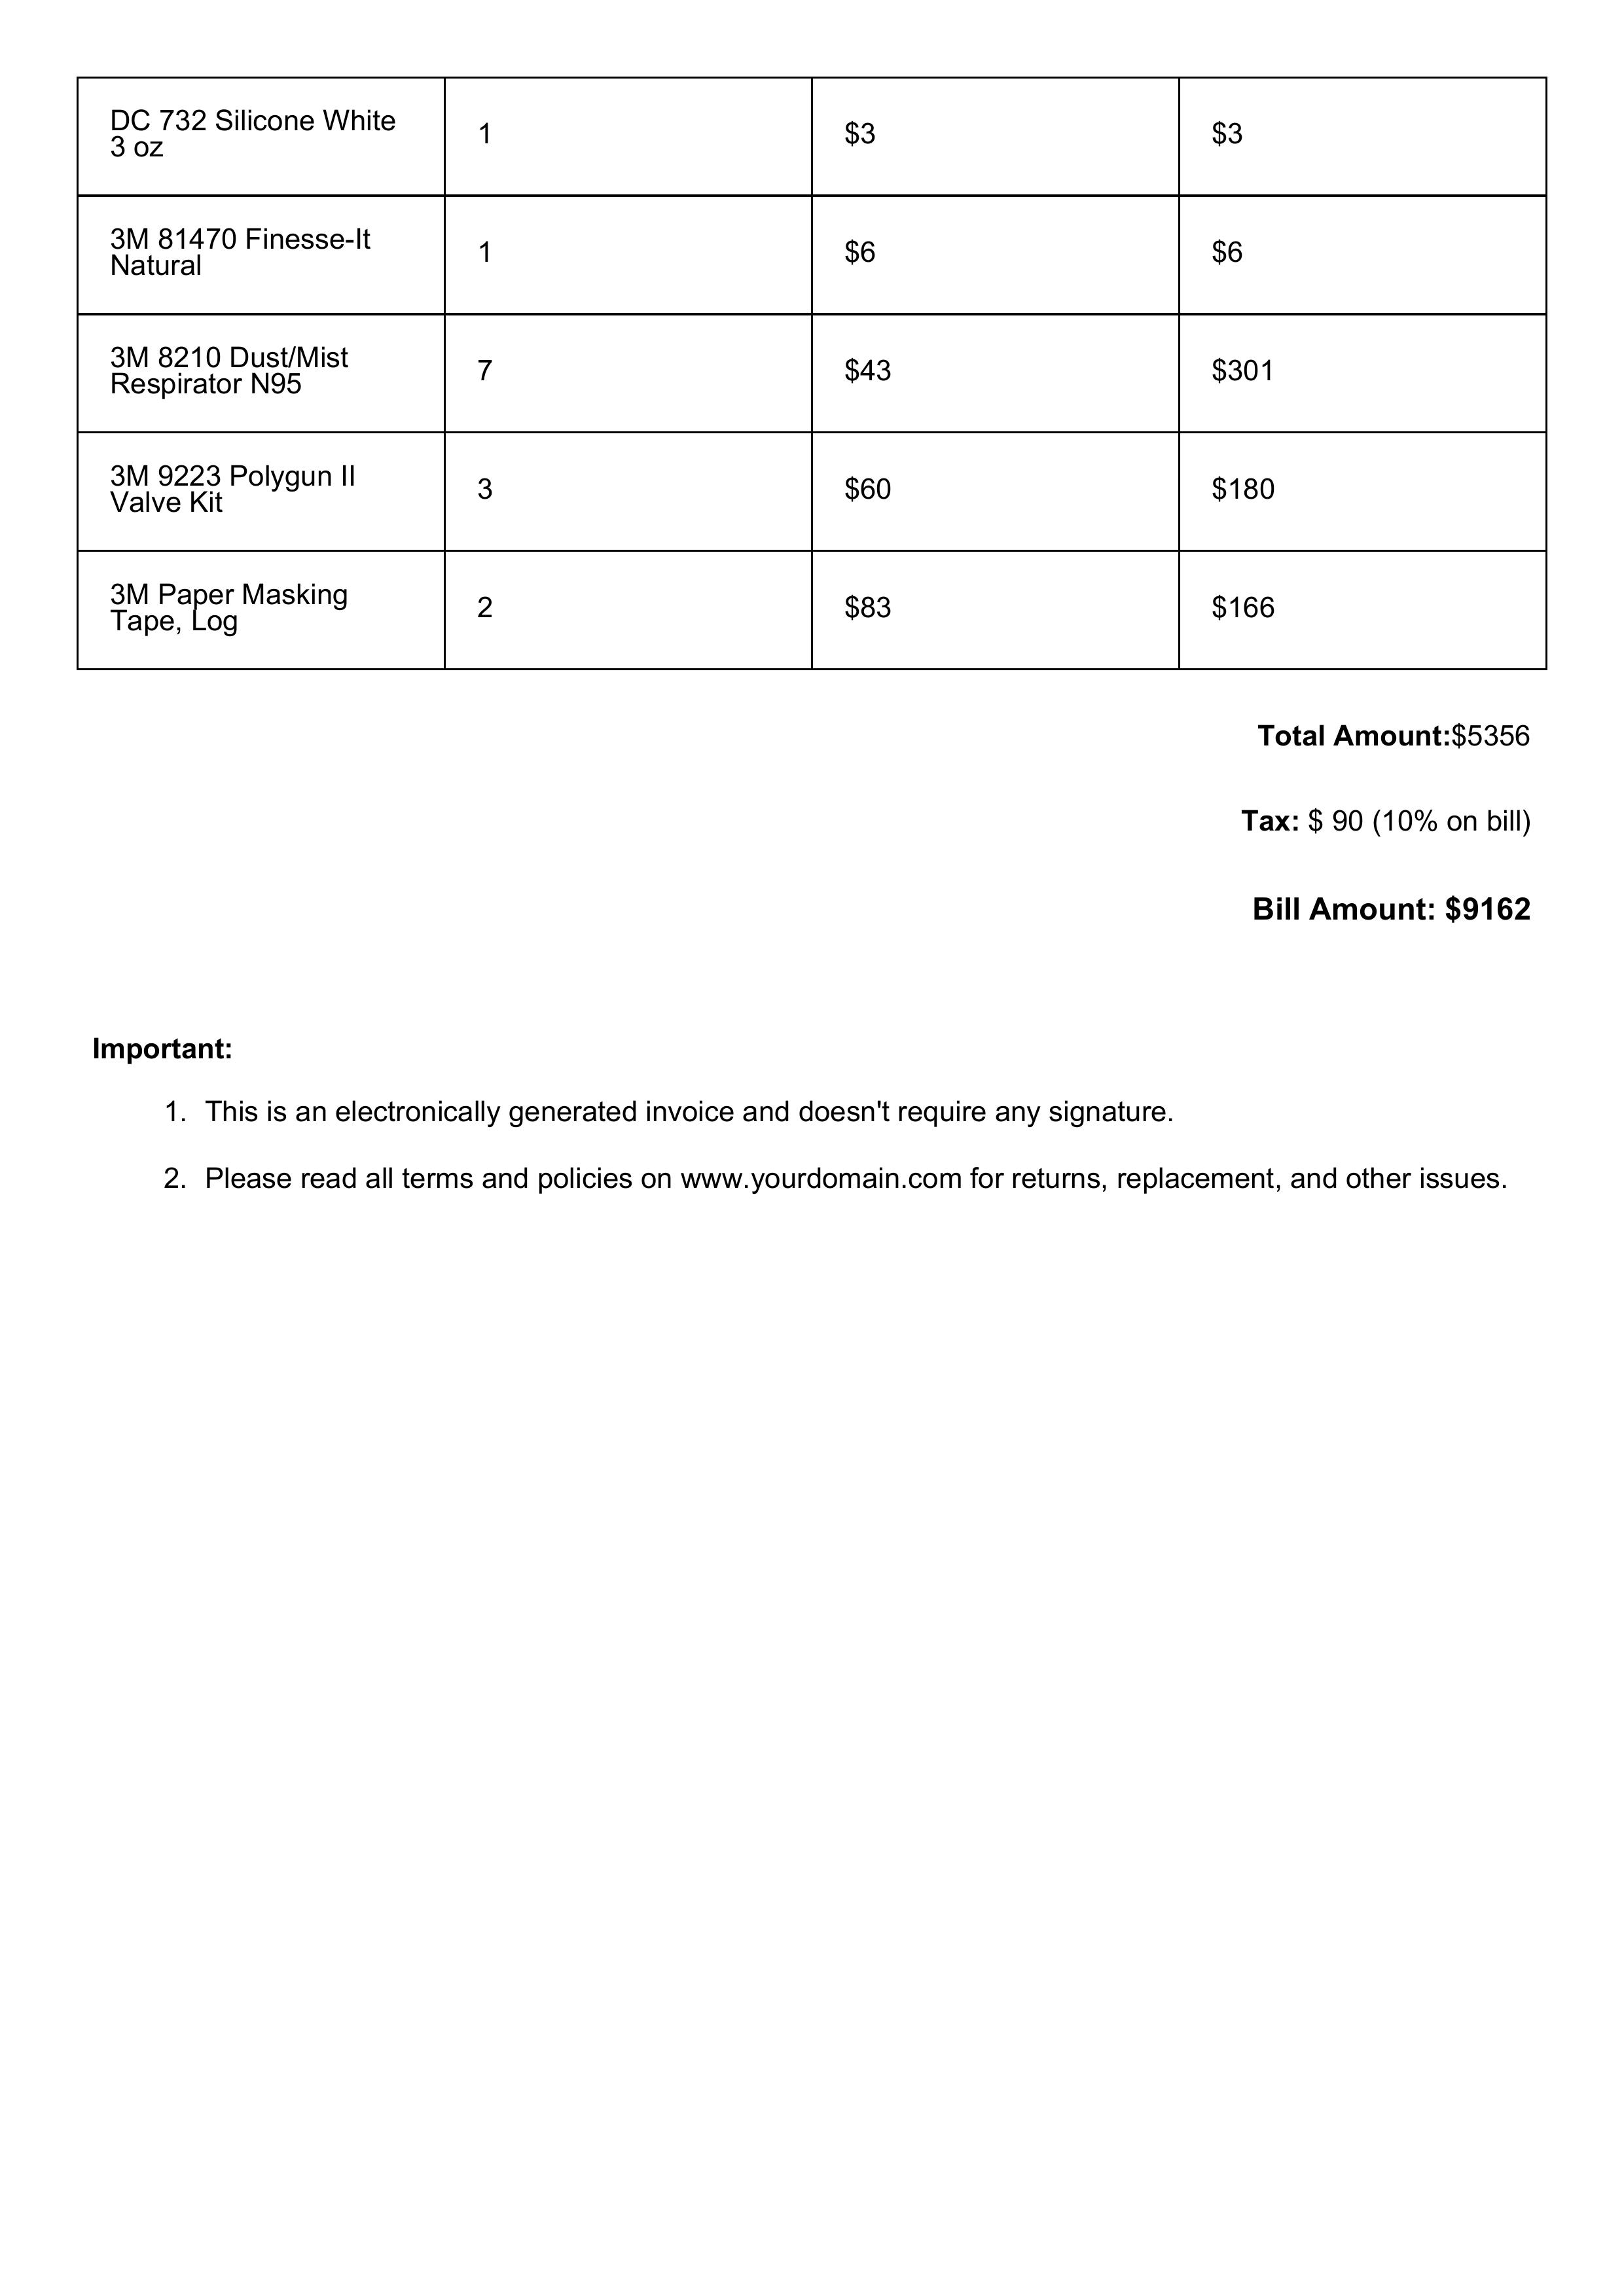 DC 732 Silicone White
3 oz
1
$3
$3
3M 81470 Finesse-It
Natural
1
$6
$6
3M 8210 Dust/Mist
Respirator N95
7
$43
$301
3M 9223 Polygun II
Valve Kit
3
$60
$180
3M Paper Masking
Tape, Log
2
$83
$166
Total Amount:$5356
Tax: $ 90 (10% on bill)
Bill Amount: $9162
Important:
1. This is an electronically generated invoice and doesn't require any signature.
2. Please read all terms and policies on www.yourdomain.com for returns, replacement, and other issues.